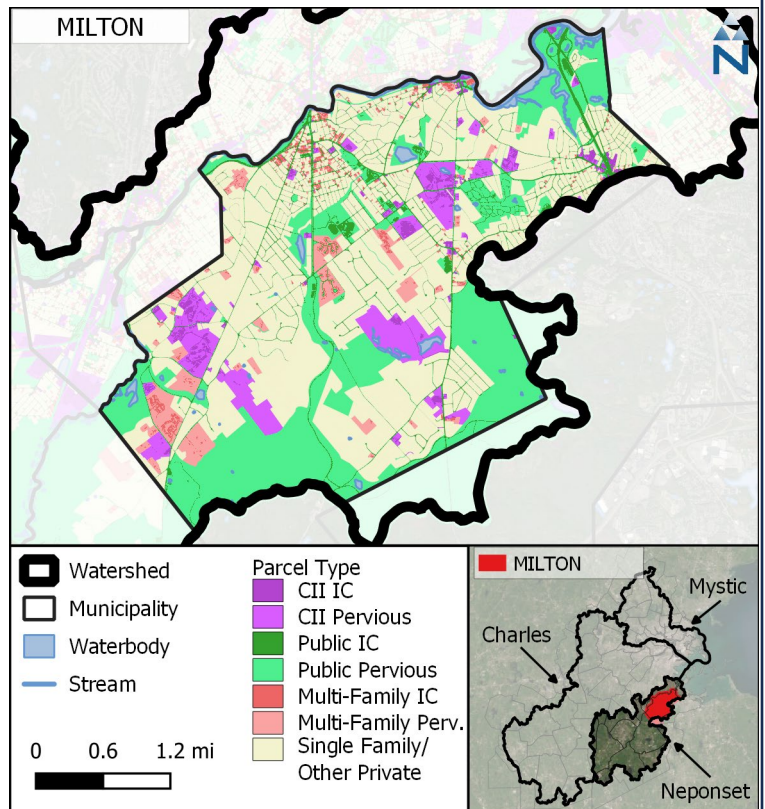 MILTON
N
Watershed
Municipality
Waterbody
Stream
0 0.6 1.2 mi
Parcel Type
CII IC
CII Pervious
Public IC
Public Pervious
Multi-Family IC
Multi-Family Perv.
Single Family/
Other Private
MILTON
Mystic
Charles
Neponset